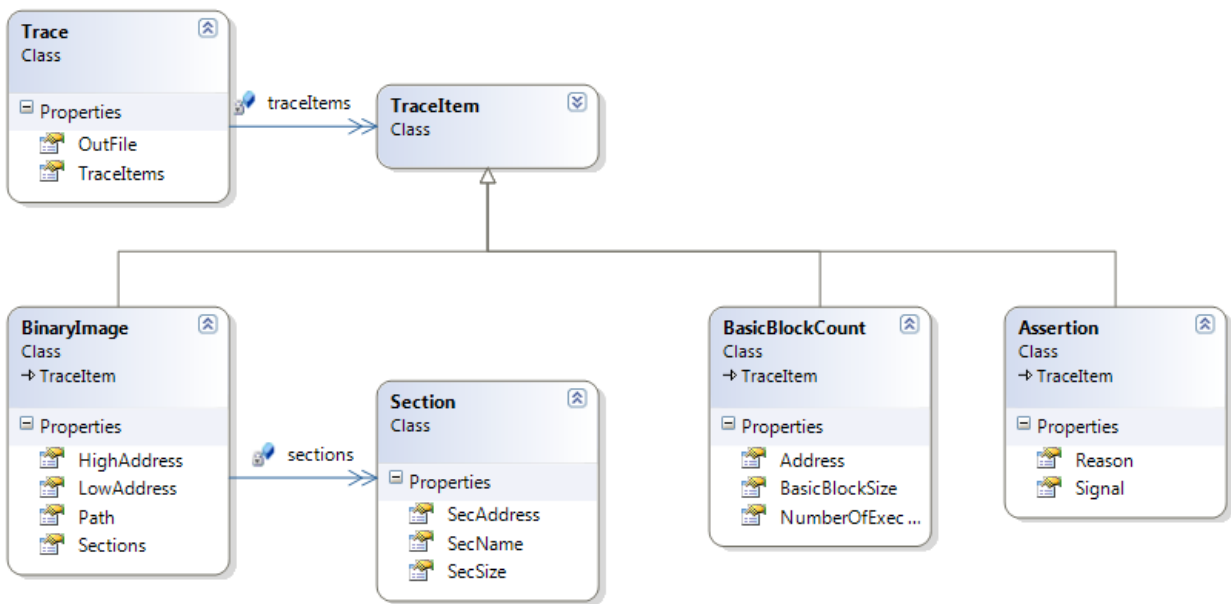 Trace
Class
Properties
OutFile
TraceItems
traceItems
TraceItem
Class
BinaryImage
Class
TraceItem
Properties
HighAddress
LowAddress
Path
Sections
sections
Section
Class
Properties
SecAddress
SecName
SecSize
BasicBlockCount
Class
TraceItem
Properties
Address
BasicBlockSize
NumberOfExec ...
Assertion
Class
TraceItem
Properties
Reason
Signal